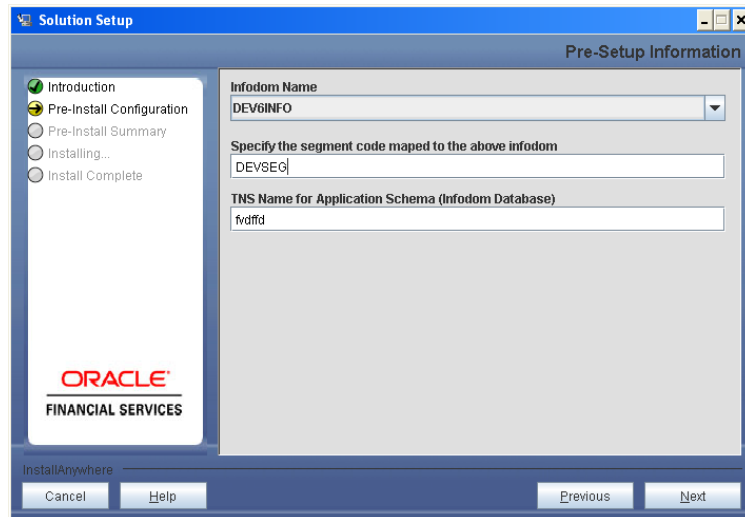 Solution Setup
Pre-Setup Information
Introduction
Pre-Install Configuration
Pre-Install Summary
Installing...
Install Complete
Infodom Name
DEV6INFO
Specify the segment code maped to the above infodom
DEVSEG
TNS Name for Application Schema (Infodom Database)
fvdffd
ORACLE
FINANCIAL SERVICES
InstallAnywhere
Cancel
Help
Previous
Next